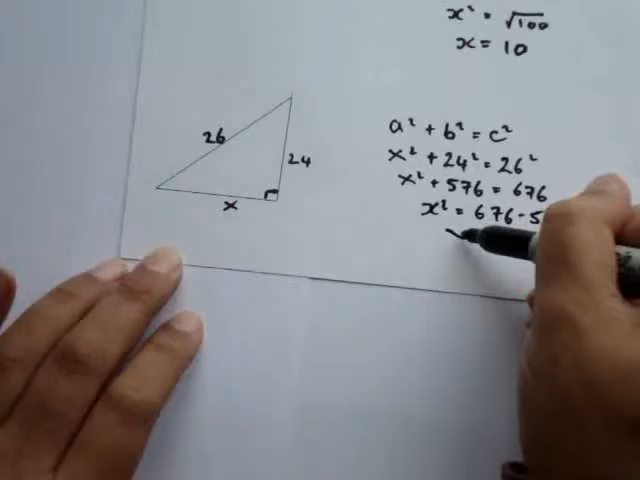 x² = √100
x = 10
26
24
x
a² + b² = c²
x² + 24² = 26²
x² + 576 = 676
x² = 676 - 5